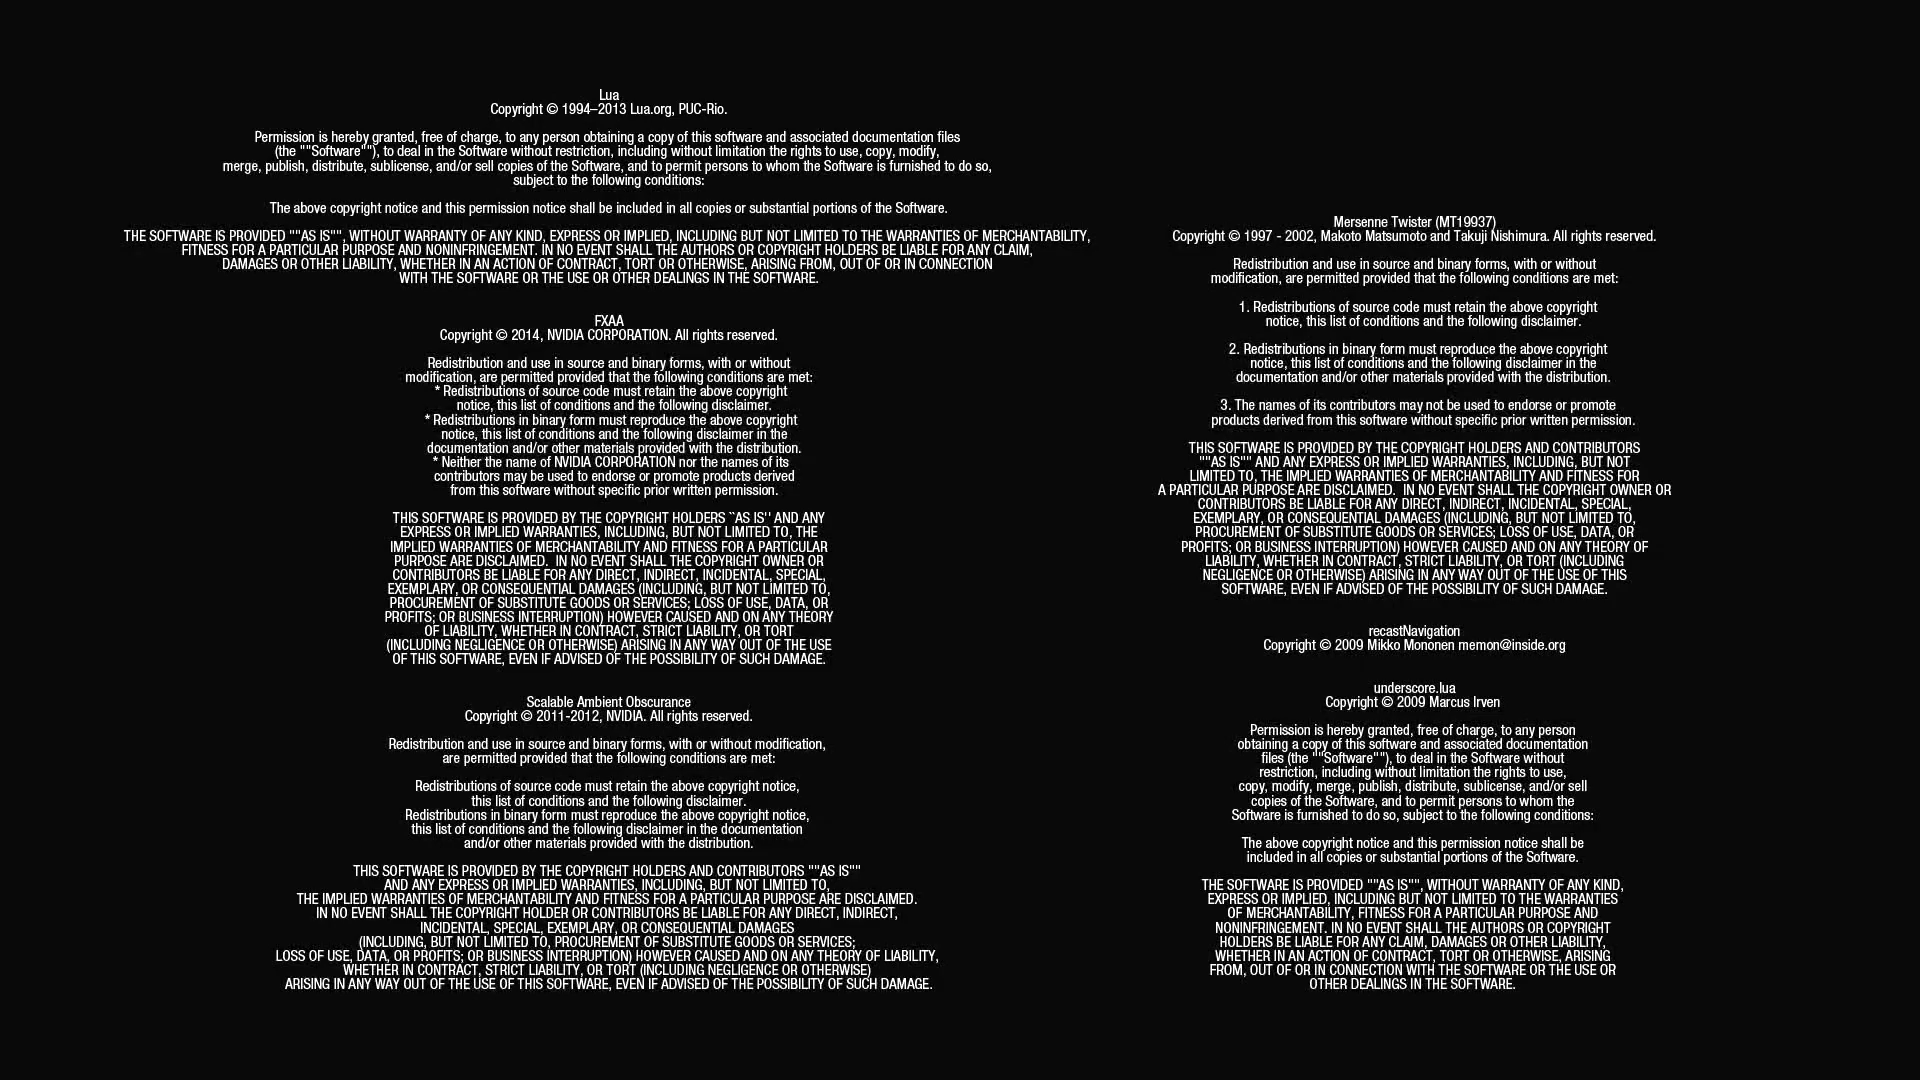 Lua
Copyright © 1994–2013 Lua.org, PUC-Rio.
Permission is hereby granted, free of charge, to any person obtaining a copy of this software and associated documentation files
(the ""Software""), to deal in the Software without restriction, including without limitation the rights to use, copy, modify,
merge, publish, distribute, sublicense, and/or sell copies of the Software, and to permit persons to whom the Software is furnished to do so,
subject to the following conditions:
The above copyright notice and this permission notice shall be included in all copies or substantial portions of the Software.
THE SOFTWARE IS PROVIDED ""AS IS"", WITHOUT WARRANTY OF ANY KIND, EXPRESS OR IMPLIED, INCLUDING BUT NOT LIMITED TO THE WARRANTIES OF MERCHANTABILITY,
FITNESS FOR A PARTICULAR PURPOSE AND NONINFRINGEMENT. IN NO EVENT SHALL THE AUTHORS OR COPYRIGHT HOLDERS BE LIABLE FOR ANY CLAIM,
DAMAGES OR OTHER LIABILITY, WHETHER IN AN ACTION OF CONTRACT, TORT OR OTHERWISE, ARISING FROM, OUT OF OR IN CONNECTION
WITH THE SOFTWARE OR THE USE OR OTHER DEALINGS IN THE SOFTWARE.
FXAA
Copyright © 2014, NVIDIA CORPORATION. All rights reserved.
Redistribution and use in source and binary forms, with or without
modification, are permitted provided that the following conditions are met:
* Redistributions of source code must retain the above copyright
notice, this list of conditions and the following disclaimer.
* Redistributions in binary form must reproduce the above copyright
notice, this list of conditions and the following disclaimer in the
documentation and/or other materials provided with the distribution.
* Neither the name of NVIDIA CORPORATION nor the names of its
contributors may be used to endorse or promote products derived
from this software without specific prior written permission.
THIS SOFTWARE IS PROVIDED BY THE COPYRIGHT HOLDERS ``AS IS'' AND ANY
EXPRESS OR IMPLIED WARRANTIES, INCLUDING, BUT NOT LIMITED TO, THE
IMPLIED WARRANTIES OF MERCHANTABILITY AND FITNESS FOR A PARTICULAR
PURPOSE ARE DISCLAIMED.  IN NO EVENT SHALL THE COPYRIGHT OWNER OR
CONTRIBUTORS BE LIABLE FOR ANY DIRECT, INDIRECT, INCIDENTAL, SPECIAL,
EXEMPLARY, OR CONSEQUENTIAL DAMAGES (INCLUDING, BUT NOT LIMITED TO,
PROCUREMENT OF SUBSTITUTE GOODS OR SERVICES; LOSS OF USE, DATA, OR
PROFITS; OR BUSINESS INTERRUPTION) HOWEVER CAUSED AND ON ANY THEORY
OF LIABILITY, WHETHER IN CONTRACT, STRICT LIABILITY, OR TORT
(INCLUDING NEGLIGENCE OR OTHERWISE) ARISING IN ANY WAY OUT OF THE USE
OF THIS SOFTWARE, EVEN IF ADVISED OF THE POSSIBILITY OF SUCH DAMAGE.
Scalable Ambient Obscurance
Copyright © 2011-2012, NVIDIA. All rights reserved.
Redistribution and use in source and binary forms, with or without modification,
are permitted provided that the following conditions are met:
Redistributions of source code must retain the above copyright notice,
this list of conditions and the following disclaimer.
Redistributions in binary form must reproduce the above copyright notice,
this list of conditions and the following disclaimer in the documentation
and/or other materials provided with the distribution.
THIS SOFTWARE IS PROVIDED BY THE COPYRIGHT HOLDERS AND CONTRIBUTORS ""AS IS""
AND ANY EXPRESS OR IMPLIED WARRANTIES, INCLUDING, BUT NOT LIMITED TO,
THE IMPLIED WARRANTIES OF MERCHANTABILITY AND FITNESS FOR A PARTICULAR PURPOSE ARE DISCLAIMED.
IN NO EVENT SHALL THE COPYRIGHT HOLDER OR CONTRIBUTORS BE LIABLE FOR ANY DIRECT, INDIRECT,
INCIDENTAL, SPECIAL, EXEMPLARY, OR CONSEQUENTIAL DAMAGES
(INCLUDING, BUT NOT LIMITED TO, PROCUREMENT OF SUBSTITUTE GOODS OR SERVICES;
LOSS OF USE, DATA, OR PROFITS; OR BUSINESS INTERRUPTION) HOWEVER CAUSED AND ON ANY THEORY OF LIABILITY,
WHETHER IN CONTRACT, STRICT LIABILITY, OR TORT (INCLUDING NEGLIGENCE OR OTHERWISE)
ARISING IN ANY WAY OUT OF THE USE OF THIS SOFTWARE, EVEN IF ADVISED OF THE POSSIBILITY OF SUCH DAMAGE.
Mersenne Twister (MT19937)
Copyright © 1997 - 2002, Makoto Matsumoto and Takuji Nishimura. All rights reserved.
Redistribution and use in source and binary forms, with or without
modification, are permitted provided that the following conditions are met:
1. Redistributions of source code must retain the above copyright
notice, this list of conditions and the following disclaimer.
2. Redistributions in binary form must reproduce the above copyright
notice, this list of conditions and the following disclaimer in the
documentation and/or other materials provided with the distribution.
3. The names of its contributors may not be used to endorse or promote
products derived from this software without specific prior written permission.
THIS SOFTWARE IS PROVIDED BY THE COPYRIGHT HOLDERS AND CONTRIBUTORS
""AS IS"" AND ANY EXPRESS OR IMPLIED WARRANTIES, INCLUDING, BUT NOT
LIMITED TO, THE IMPLIED WARRANTIES OF MERCHANTABILITY AND FITNESS FOR
A PARTICULAR PURPOSE ARE DISCLAIMED.  IN NO EVENT SHALL THE COPYRIGHT OWNER OR
CONTRIBUTORS BE LIABLE FOR ANY DIRECT, INDIRECT, INCIDENTAL, SPECIAL,
EXEMPLARY, OR CONSEQUENTIAL DAMAGES (INCLUDING, BUT NOT LIMITED TO,
PROCUREMENT OF SUBSTITUTE GOODS OR SERVICES; LOSS OF USE, DATA, OR
PROFITS; OR BUSINESS INTERRUPTION) HOWEVER CAUSED AND ON ANY THEORY OF
LIABILITY, WHETHER IN CONTRACT, STRICT LIABILITY, OR TORT (INCLUDING
NEGLIGENCE OR OTHERWISE) ARISING IN ANY WAY OUT OF THE USE OF THIS
SOFTWARE, EVEN IF ADVISED OF THE POSSIBILITY OF SUCH DAMAGE.
recastNavigation
Copyright © 2009 Mikko Mononen memon@inside.org
underscore.lua
Copyright © 2009 Marcus Irven
Permission is hereby granted, free of charge, to any person
obtaining a copy of this software and associated documentation
files (the ""Software""), to deal in the Software without
restriction, including without limitation the rights to use,
copy, modify, merge, publish, distribute, sublicense, and/or sell
copies of the Software, and to permit persons to whom the
Software is furnished to do so, subject to the following conditions:
The above copyright notice and this permission notice shall be
included in all copies or substantial portions of the Software.
THE SOFTWARE IS PROVIDED ""AS IS"", WITHOUT WARRANTY OF ANY KIND,
EXPRESS OR IMPLIED, INCLUDING BUT NOT LIMITED TO THE WARRANTIES
OF MERCHANTABILITY, FITNESS FOR A PARTICULAR PURPOSE AND
NONINFRINGEMENT. IN NO EVENT SHALL THE AUTHORS OR COPYRIGHT
HOLDERS BE LIABLE FOR ANY CLAIM, DAMAGES OR OTHER LIABILITY,
WHETHER IN AN ACTION OF CONTRACT, TORT OR OTHERWISE, ARISING
FROM, OUT OF OR IN CONNECTION WITH THE SOFTWARE OR THE USE OR
OTHER DEALINGS IN THE SOFTWARE.